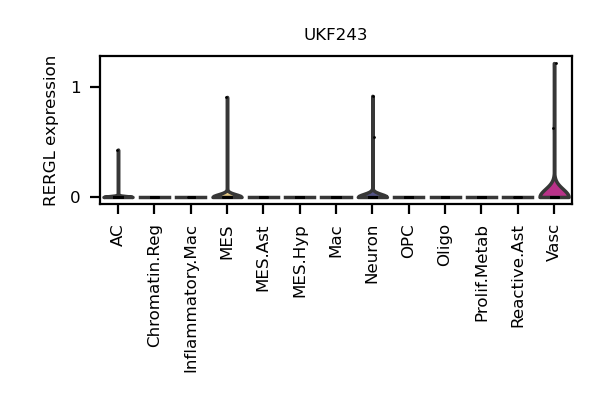 UKF243
RERGL expression
1
0
AC
Chromatin.Reg
Inflammatory.Mac
MES
MES.Ast
MES.Hyp
Mac
Neuron
OPC
Oligo
Prolif.Metab
Reactive.Ast
Vasc